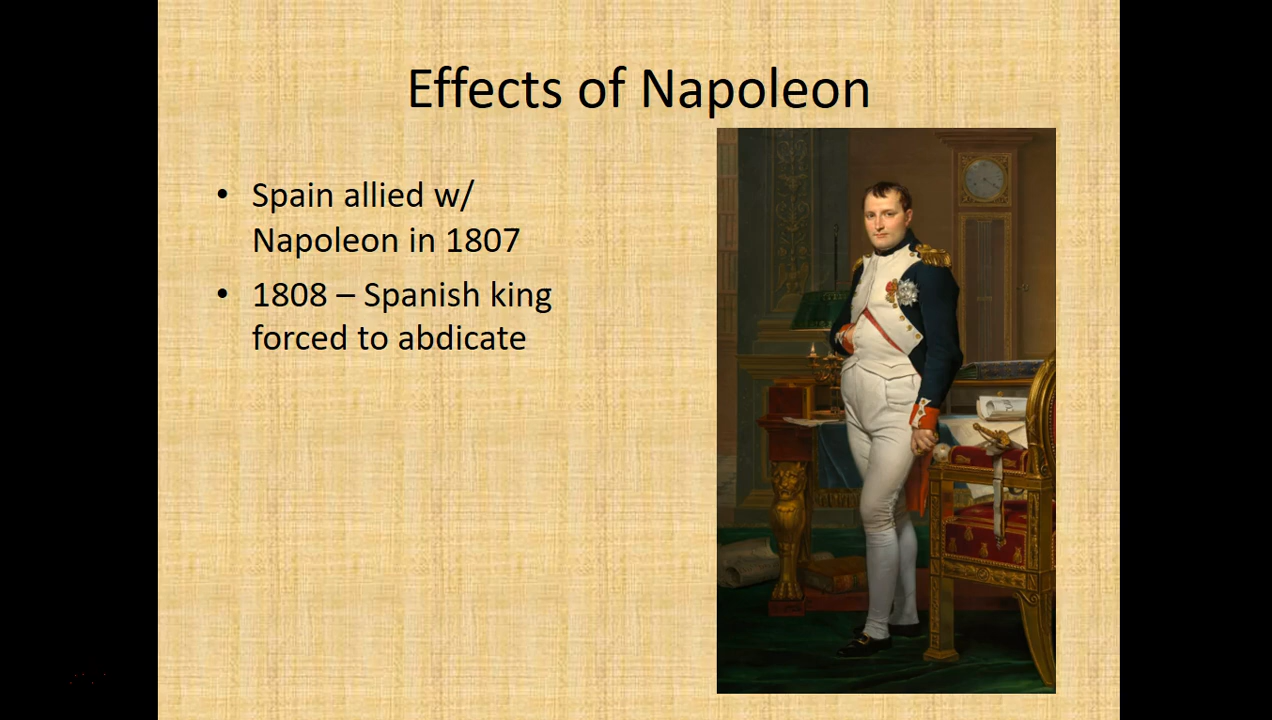 Effects of Napoleon
• Spain allied w/
Napoleon in 1807
• 1808 – Spanish king
forced to abdicate